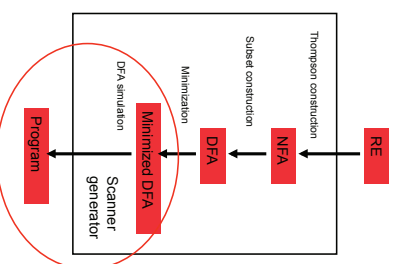 RE
Thompson construction
NFA
Subset construction
DFA
Minimization
Minimized DFA
DFA simulation
Scanner
generator
Program